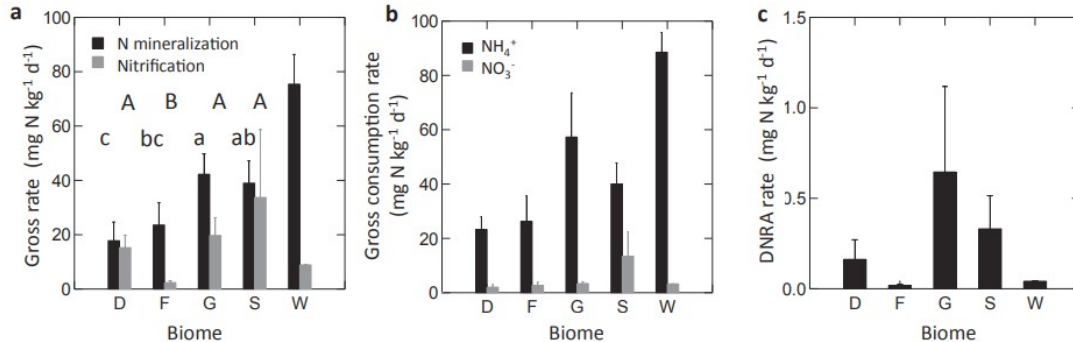 a
Gross rate (mg N kg⁻¹ d⁻¹)
100
80
60
40
20
0
N mineralization
Nitrification
A B A A
c bc a ab
D F G S W
Biome
b
Gross consumption rate
(mg N kg⁻¹ d⁻¹)
100
80
60
40
20
0
NH₄⁺
NO₃⁻
D F G S W
Biome
c
DNRA rate (mg N kg⁻¹ d⁻¹)
1.5
1.0
0.5
0.0
D F G S W
Biome